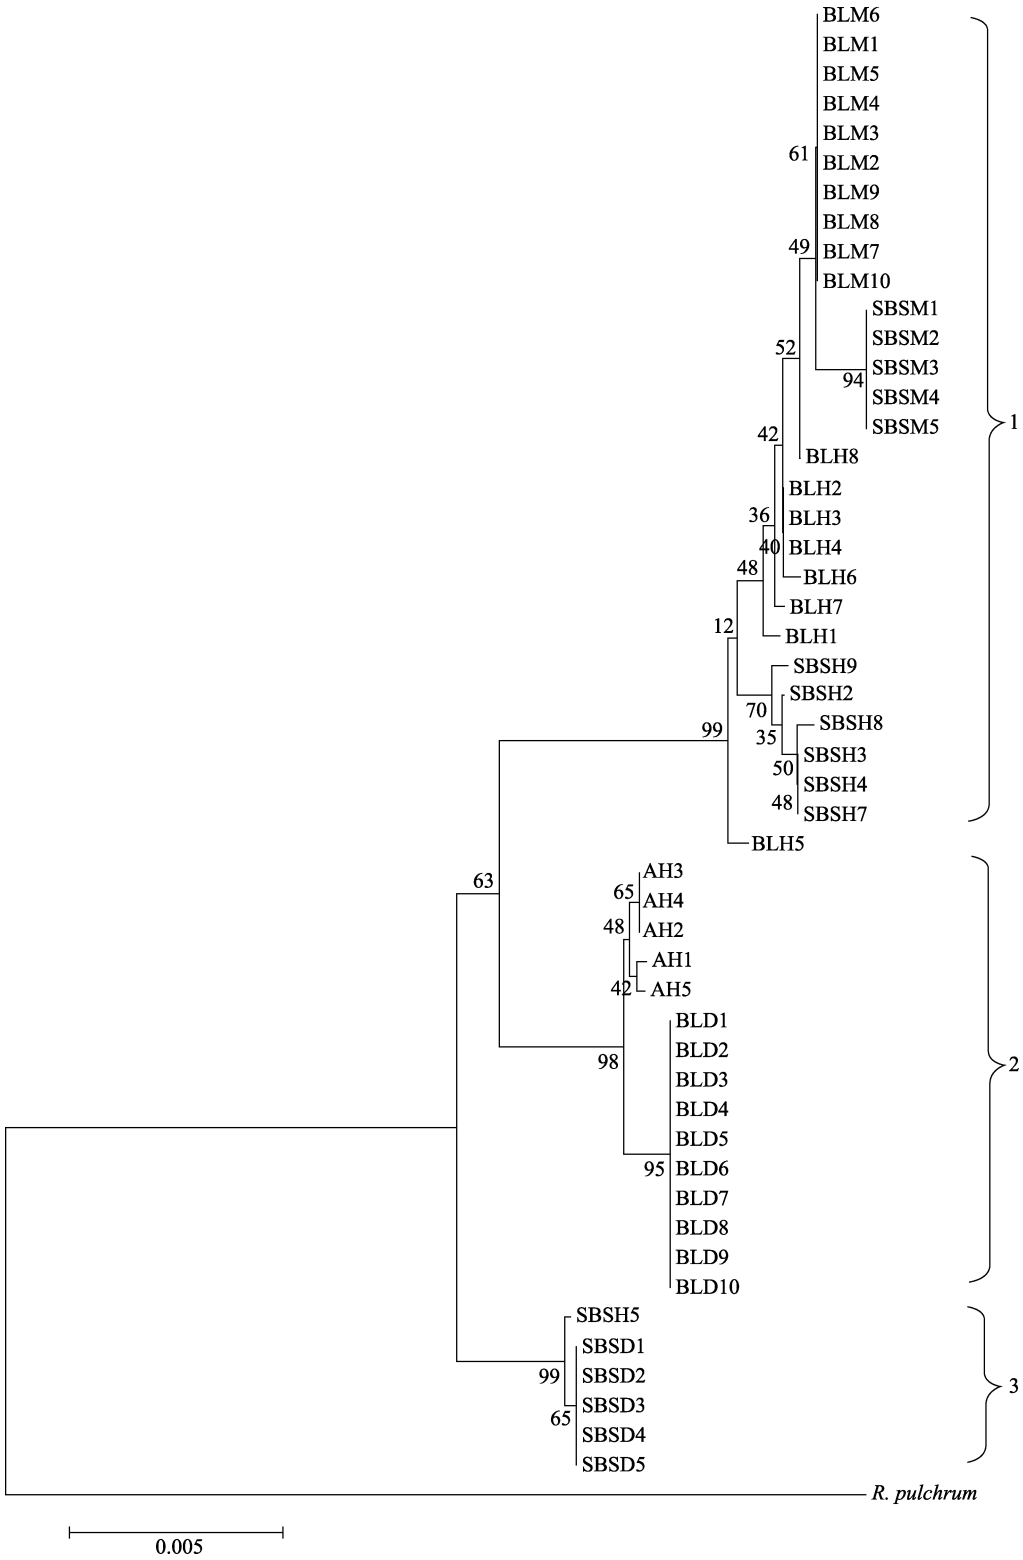 BLM6
BLM1
BLM5
BLM4
BLM3
61
BLM2
BLM9
BLM8
49
BLM7
BLM10
SBSM1
SBSM2
52
SBSM3
94
SBSM4
1
SBSM5
42
BLH8
BLH2
36
BLH3
40
BLH4
48
BLH6
BLH7
12
BLH1
SBSH9
SBSH2
70
SBSH8
99
35
SBSH3
50
SBSH4
48
SBSH7
BLH5
AH3
63
65
AH4
48
AH2
AH1
42
AH5
BLD1
BLD2
98
2
BLD3
BLD4
BLD5
95
BLD6
BLD7
BLD8
BLD9
BLD10
SBSH5
SBSD1
99
SBSD2
3
SBSD3
65
SBSD4
SBSD5
R. pulchrum
0.005